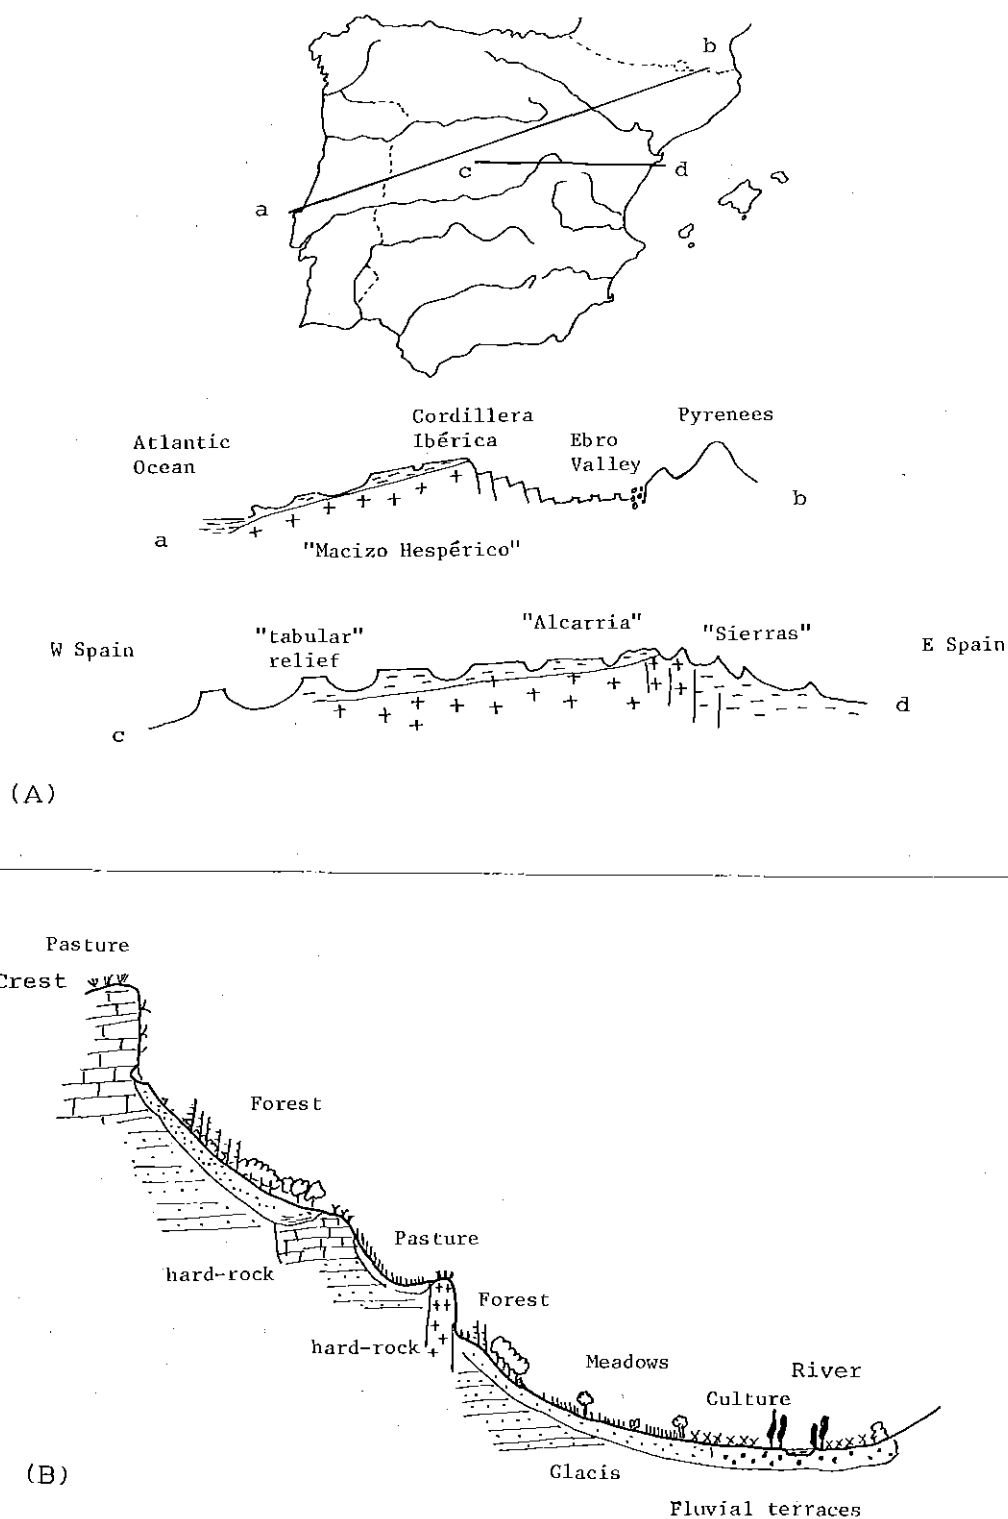 b
c
d
a
Cordillera
Ibérica
Pyrenees
Atlantic
Ocean
Ebro
Valley
a
b
"Macizo Hespérico"
W Spain
"tabular"
relief
"Alcarria"
"Sierras"
E Spain
c
d
(A)
Pasture
Crest
Forest
Pasture
hard-rock
Forest
hard-rock
Meadows
River
Culture
Glacis
(B)
Fluvial terraces